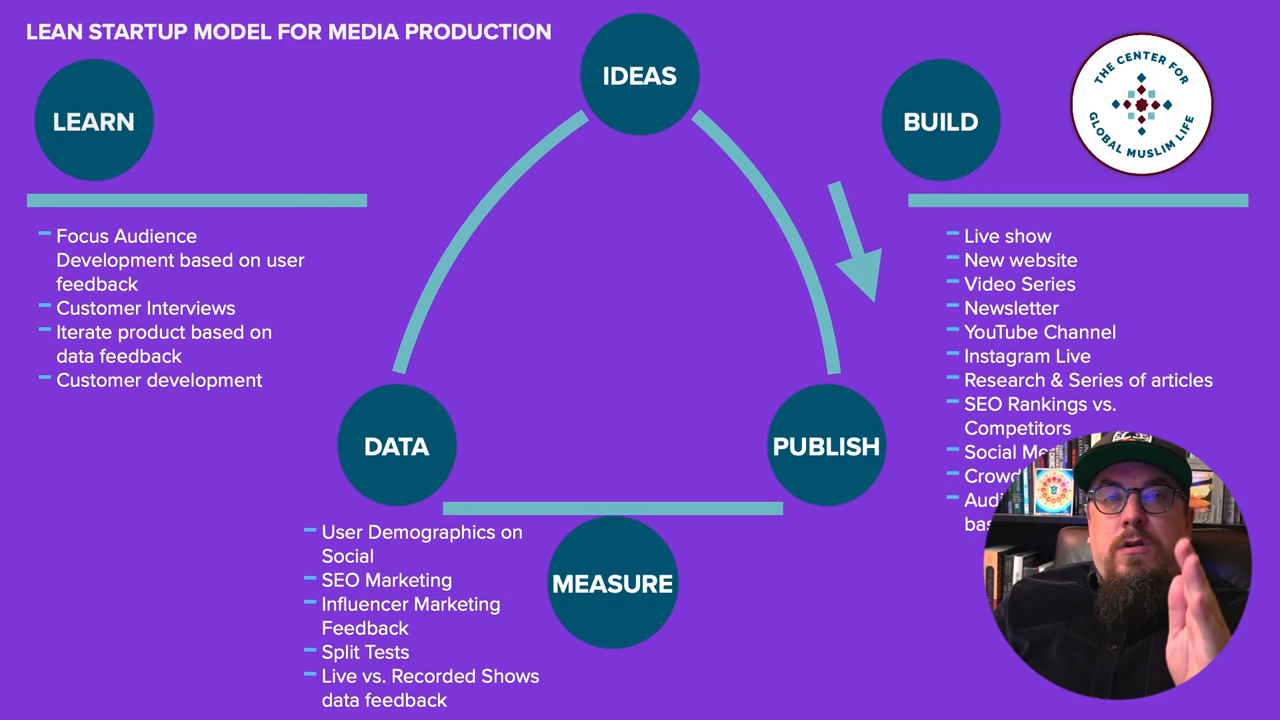 LEAN STARTUP MODEL FOR MEDIA PRODUCTION
IDEAS
LEARN
BUILD
THE CENTER FOR
GLOBAL MUSLIM LIFE
Focus Audience
Development based on user
feedback
Customer Interviews
Iterate product based on
data feedback
Customer development
Live show
New website
Video Series
Newsletter
YouTube Channel
Instagram Live
Research & Series of articles
SEO Rankings vs.
Competitors
Social
DATA
PUBLISH
MEASURE
User Demographics on
Social
SEO Marketing
Influencer Marketing
Feedback
Split Tests
Live vs. Recorded Shows
data feedback